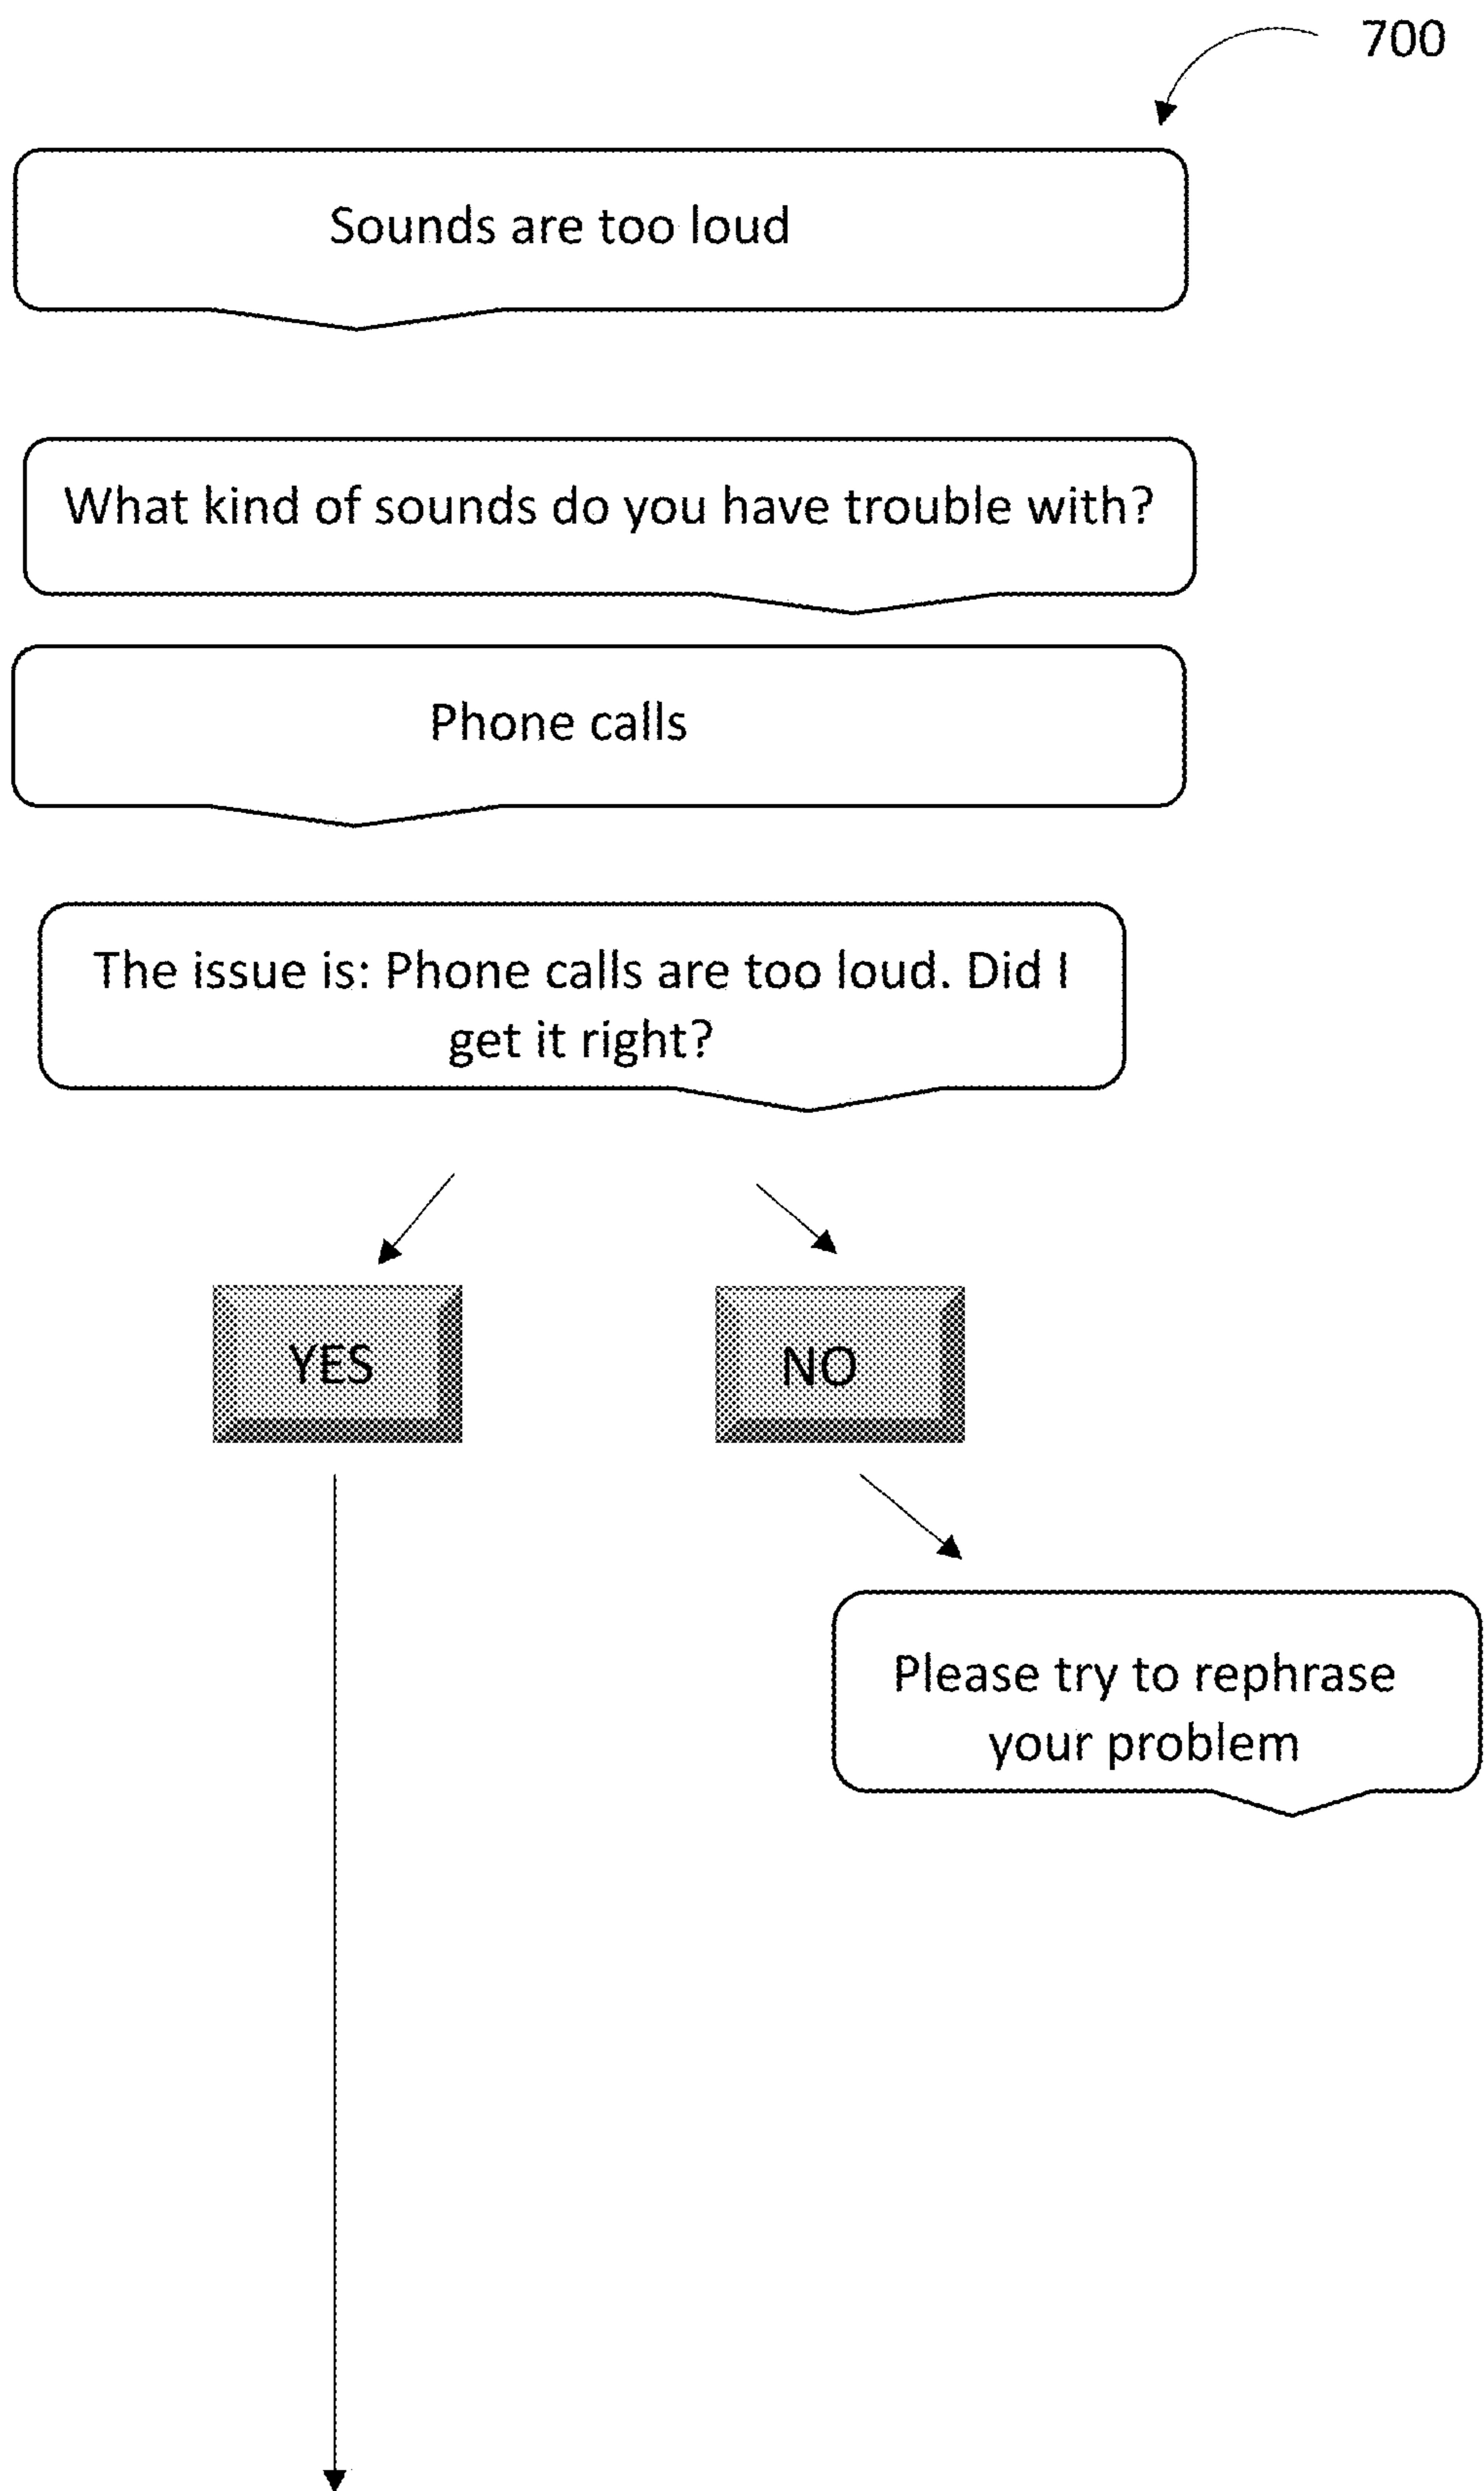 700
Sounds are too loud
What kind of sounds do you have trouble with?
Phone calls
The issue is: Phone calls are too loud. Did I
get it right?
YES
NO
Please try to rephrase
your problem